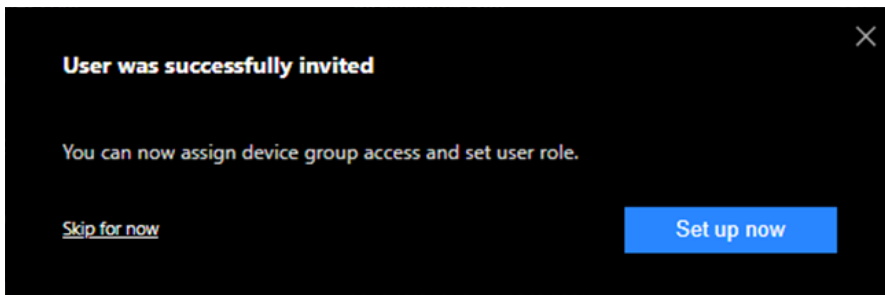 User was successfully invited
You can now assign device group access and set user role.
Skip for now
Set up now